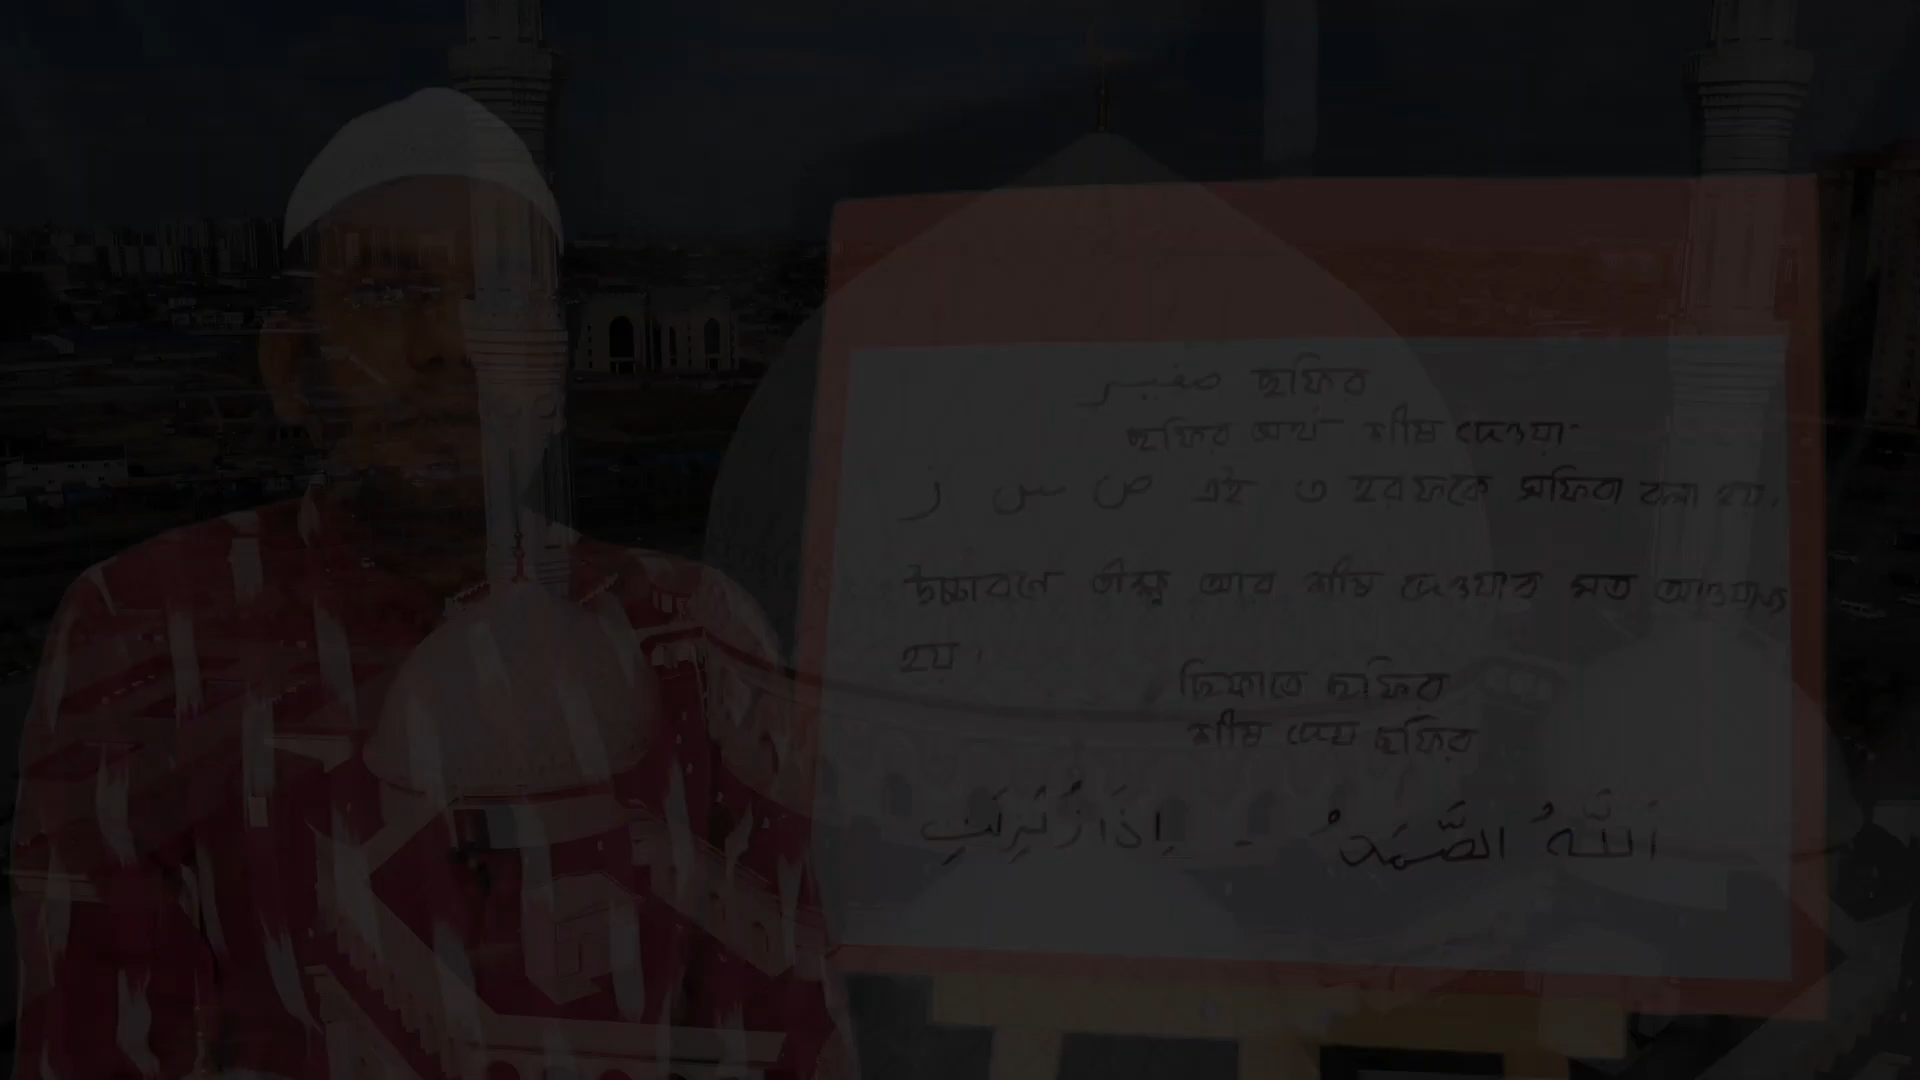 صفير ছফির
ছফির অর্থ শীষ দেওয়া
ز س ص এই ৩ হরফকে সফিরা বলা হয়।
উচ্চারণে তীক্ষ্ণ আর শীষ দেওয়ার মত আওয়াজ
হয়।
ছিফাতে ছফির
শীষ দেয় ছফির
اَللّٰهُ الصَّمَدُ - اِذَا زُلْزِلَتِ